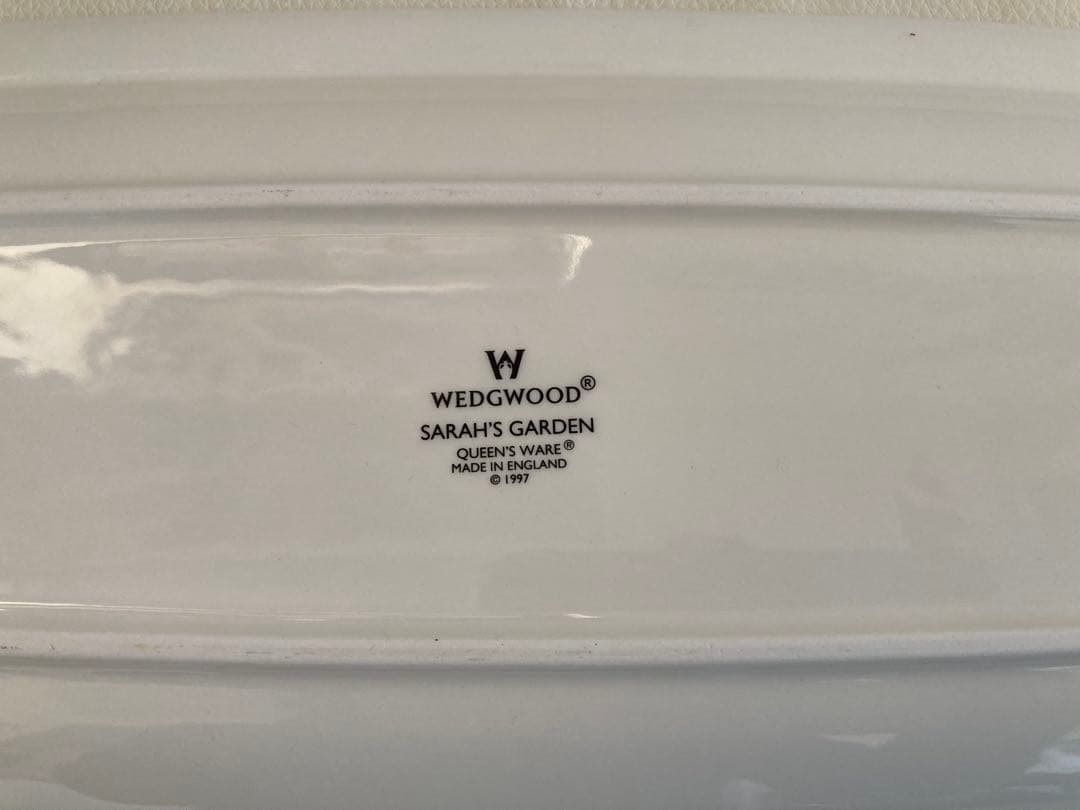 W
WEDGWOOD®
SARAH'S GARDEN
QUEEN'S WARE®
MADE IN ENGLAND
© 1997